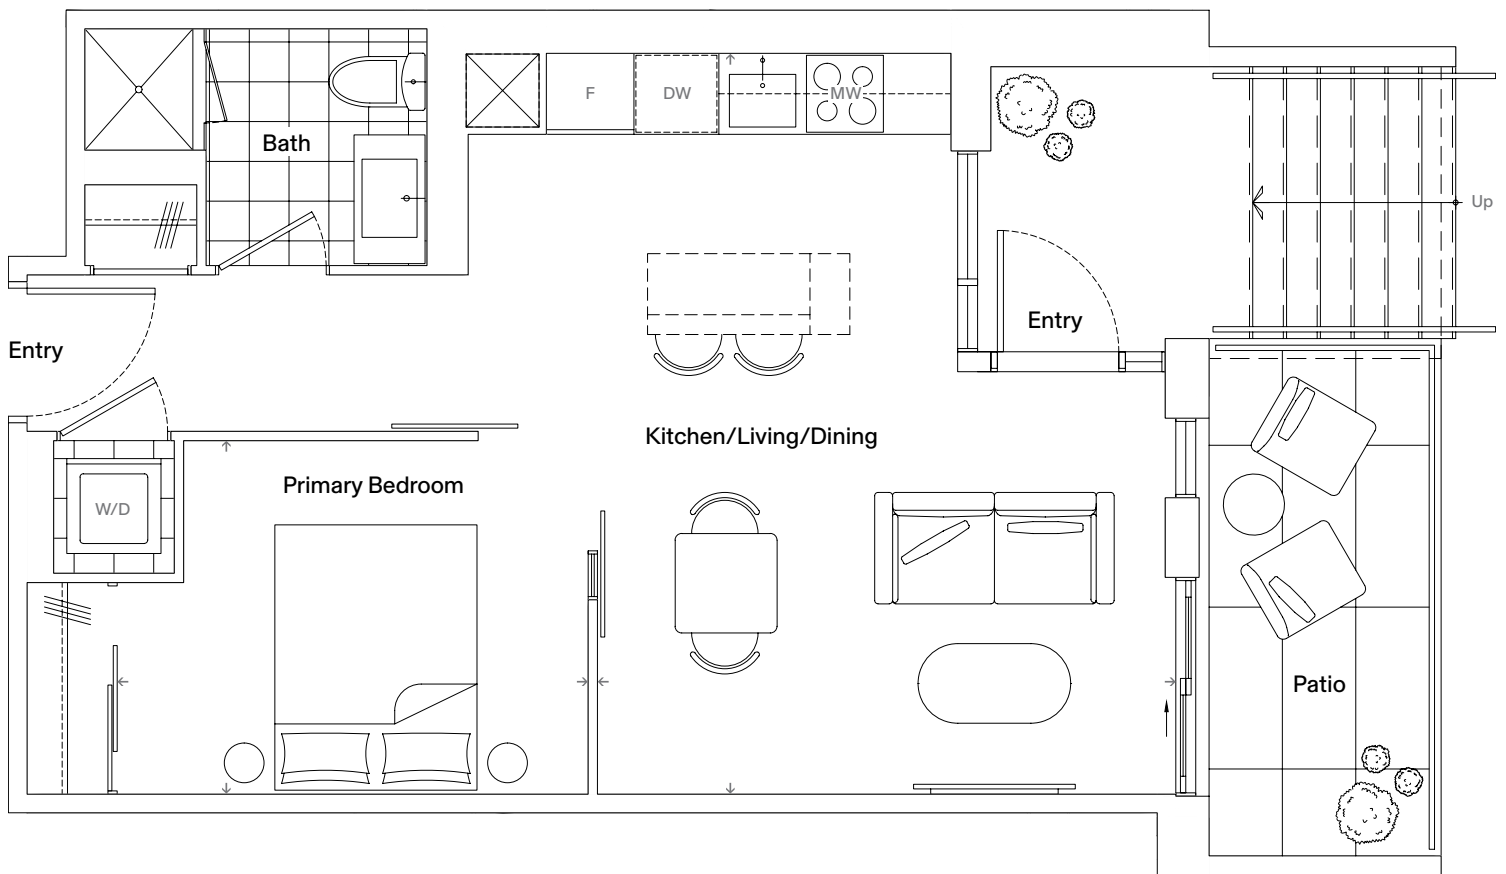 F
DW
MW
Bath
Up
Entry
Entry
Kitchen/Living/Dining
Primary Bedroom
W/D
Patio